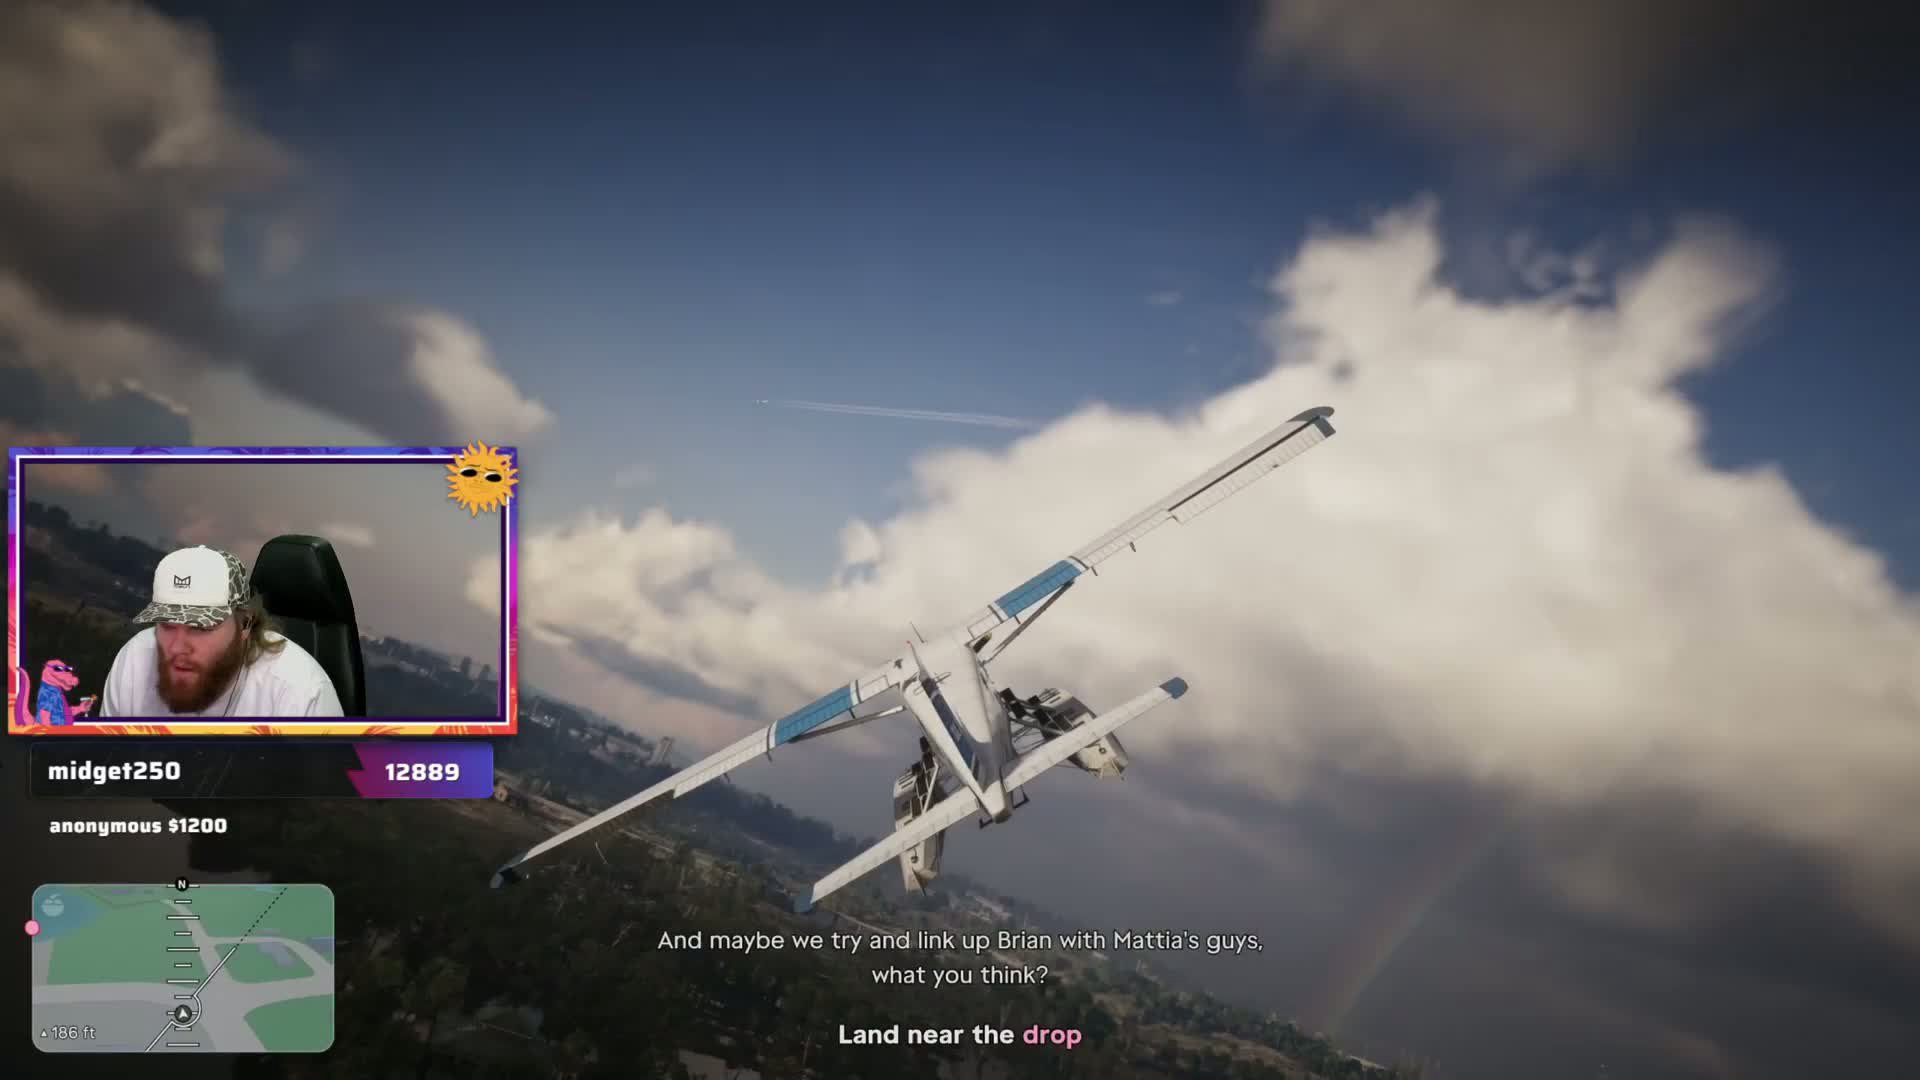 midget250
12889
anonymous $1200
N
186 ft
And maybe we try and link up Brian with Mattia's guys,
what you think?
Land near the drop